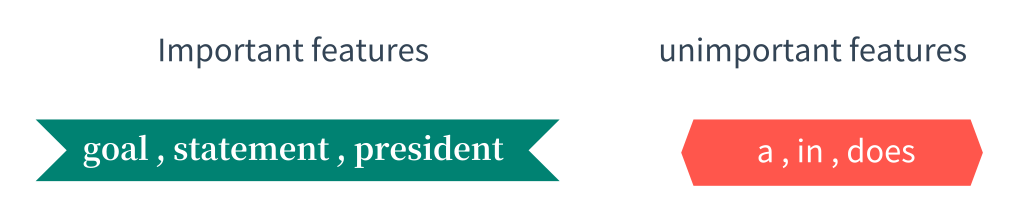 Important features
unimportant features
goal , statement , president
a , in , does